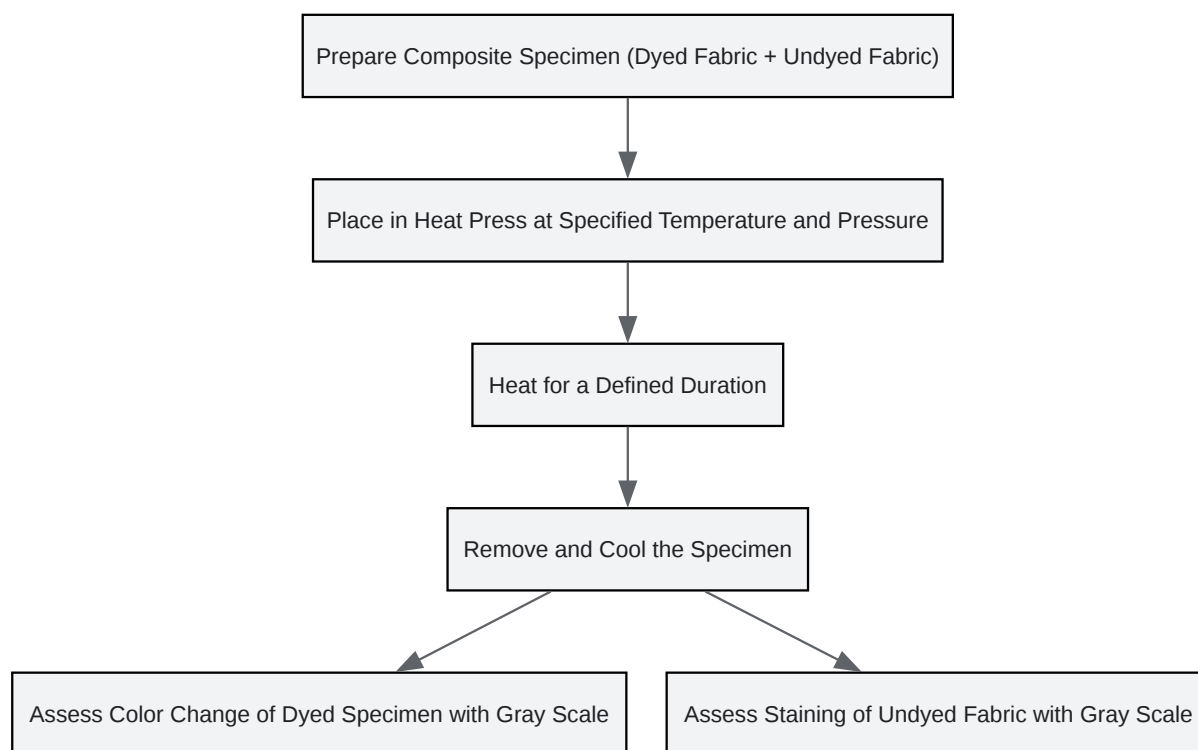 Prepare Composite Specimen (Dyed Fabric + Undyed Fabric)
Place in Heat Press at Specified Temperature and Pressure
Heat for a Defined Duration
Remove and Cool the Specimen
Assess Color Change of Dyed Specimen with Gray Scale
Assess Staining of Undyed Fabric with Gray Scale